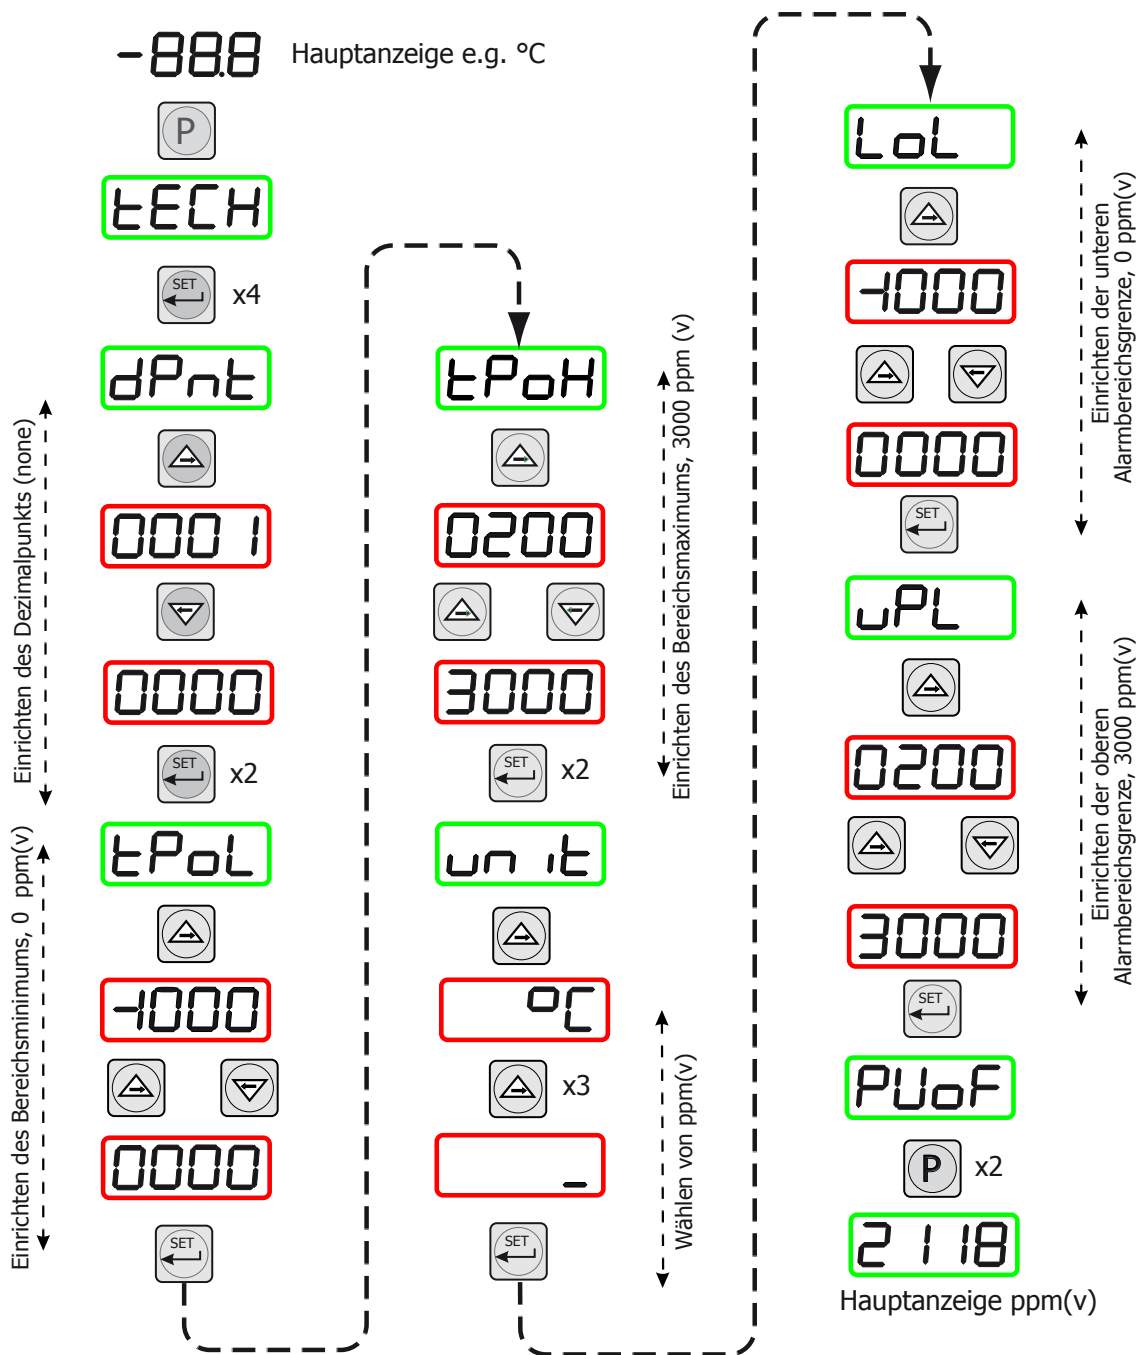 -88.8 Hauptanzeige e.g. °C
P
tECH
SET x4
dPnt
0001
0000
SET x2
Einrichten des Dezimalpunkts (none)
tPoL
-1000
0000
SET
Einrichten des Bereichsminimums, 0 ppm(v)
tPoH
0200
3000
SET x2
Einrichten des Bereichsmaximums, 3000 ppm (v)
unit
°C
x3
_
SET
Wählen von ppm(v)
LoL
-1000
0000
SET
Einrichten der unteren
Alarmbereichsgrenze, 0 ppm(v)
uPL
0200
3000
SET
Einrichten der oberen
Alarmbereichsgrenze, 3000 ppm(v)
PUoF
P x2
2118
Hauptanzeige ppm(v)